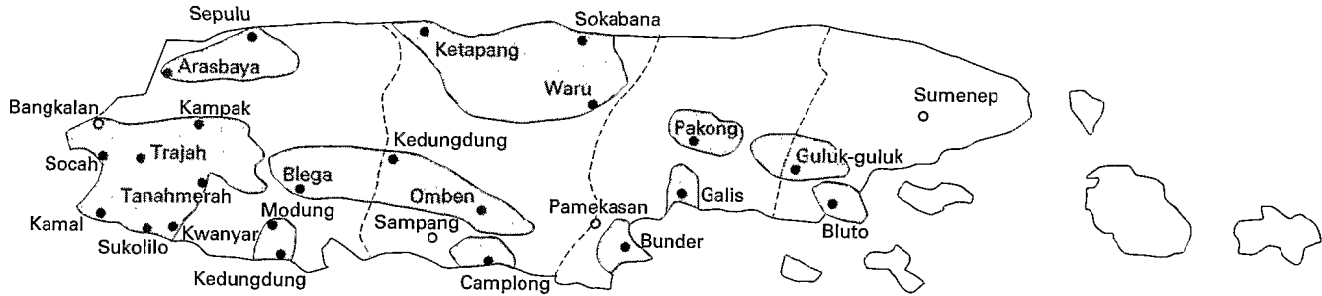 Sepulu
Sokabana
Ketapang
Arasbaya
Waru
Sumenep
Bangkalan
Kampak
Pakong
Kedungdung
Trajah
Guluk-guluk
Socah
Blega
Tanahmerah
Omben
Galis
Modung
Pamekasan
Kamal
Sampang
Kwanyar
Bluto
Sukolilo
Bunder
Kedungdung
Camplong